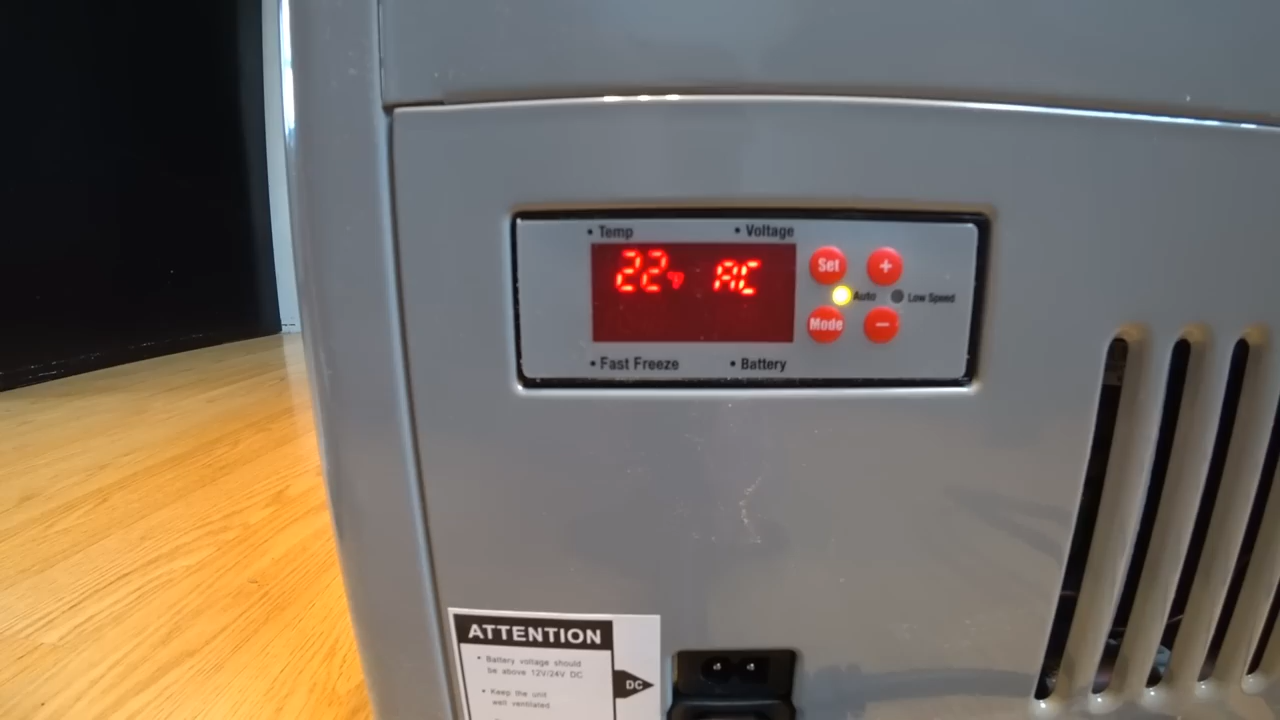 • Temp • Voltage
22°F AC
Set +
Auto Low Speed
Mode −
• Fast Freeze • Battery
ATTENTION
• Battery voltage should
be above 12V/24V DC
• Keep the unit
well ventilated
DC